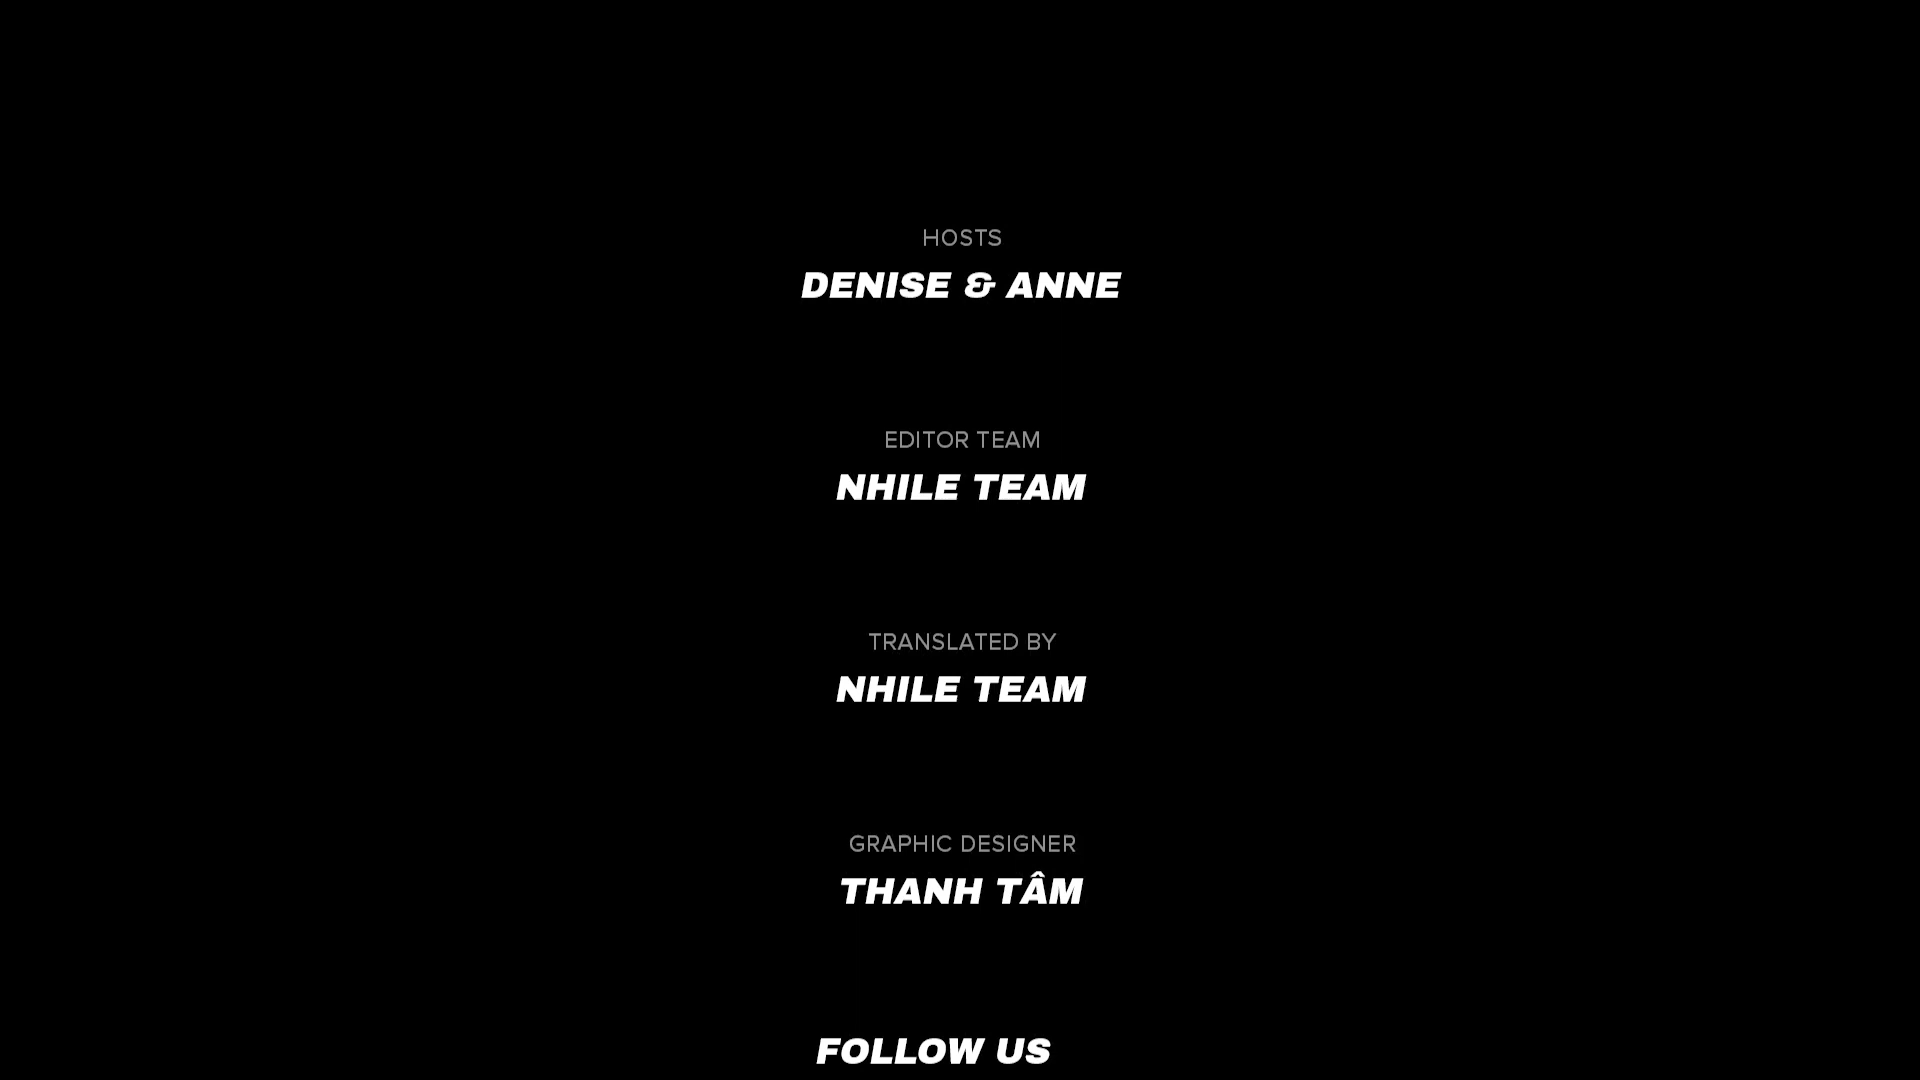 HOSTS
DENISE & ANNE
EDITOR TEAM
NHILE TEAM
TRANSLATED BY
NHILE TEAM
GRAPHIC DESIGNER
THANH TÂM
FOLLOW US